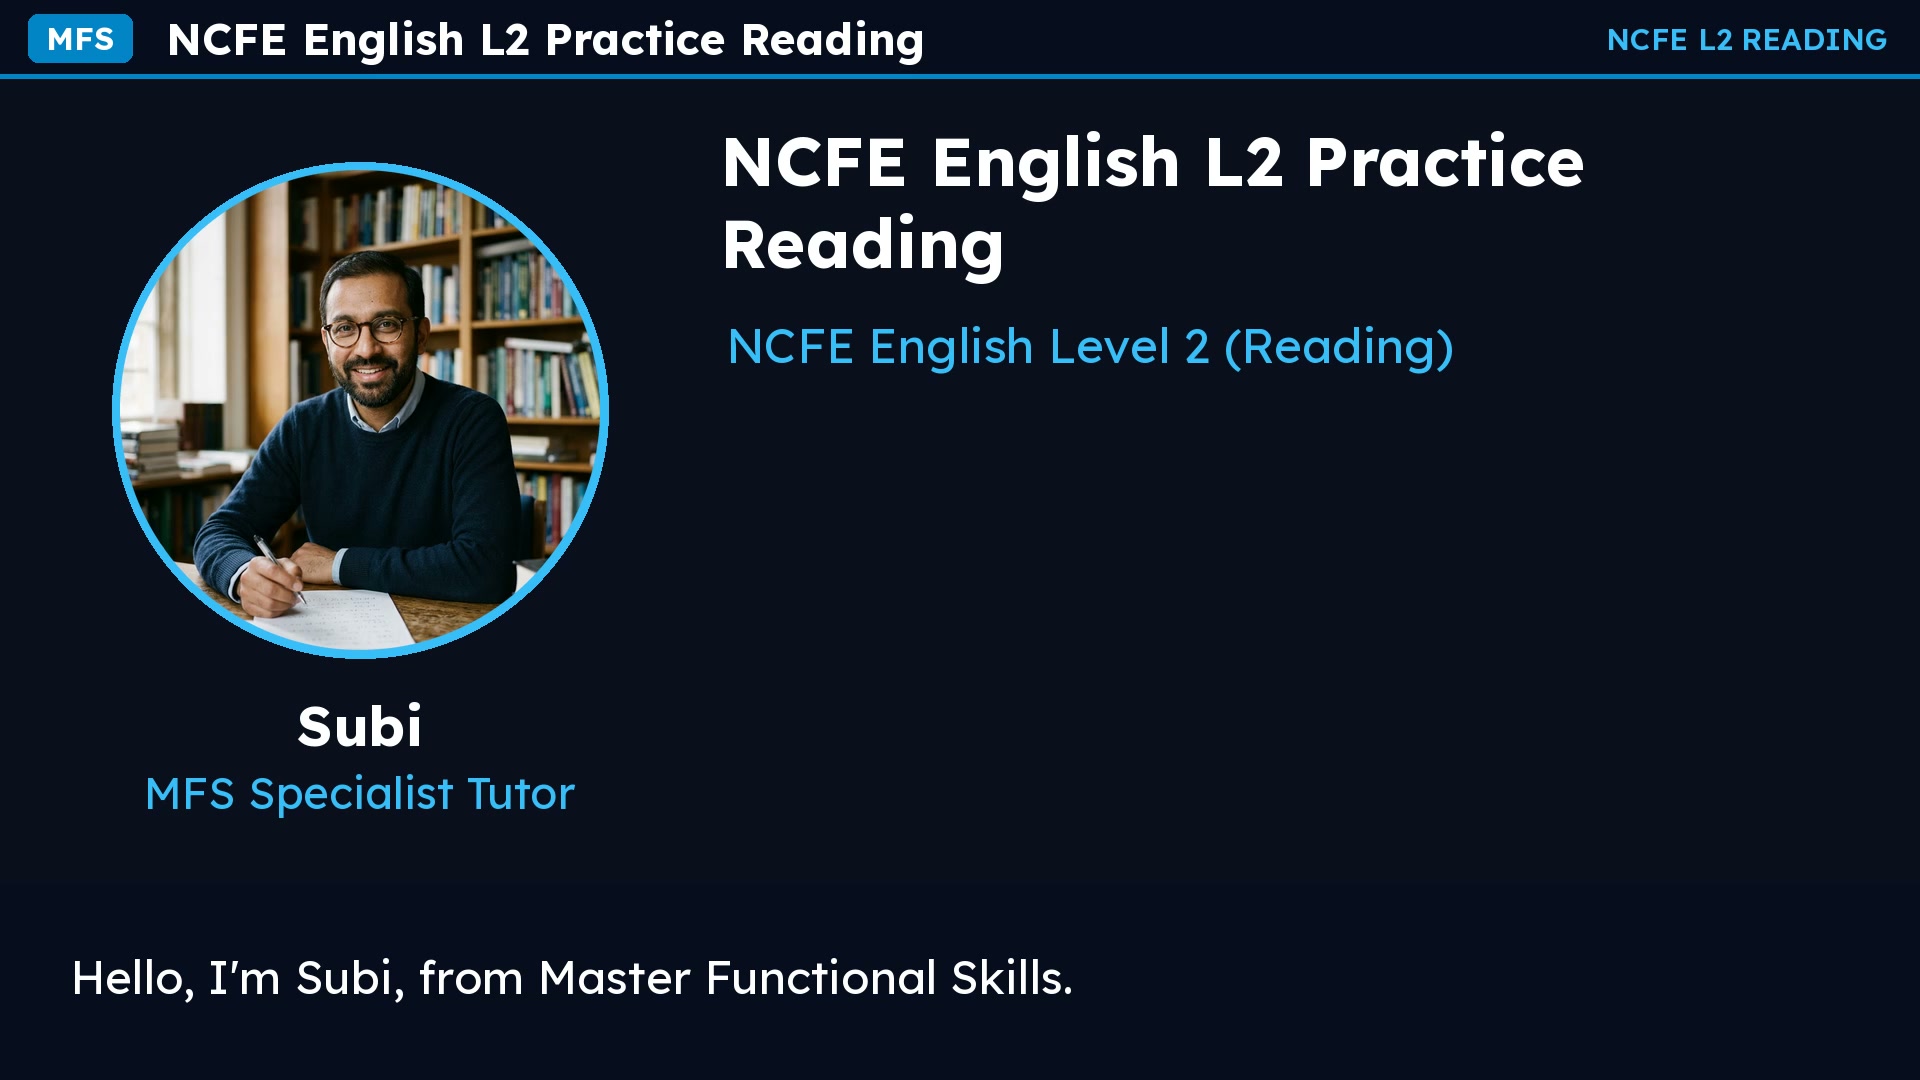 MFS
NCFE English L2 Practice Reading
NCFE L2 READING
NCFE English L2 Practice
Reading
NCFE English Level 2 (Reading)
Subi
MFS Specialist Tutor
Hello, I'm Subi, from Master Functional Skills.